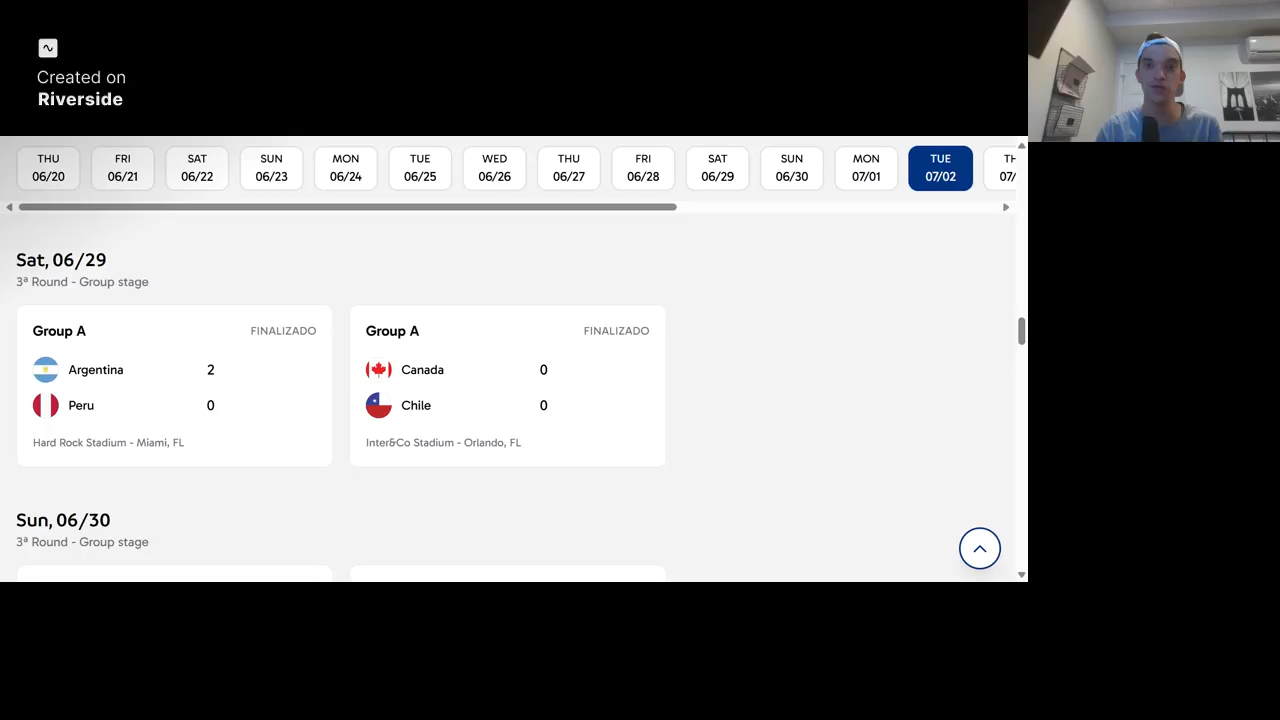 Created on
Riverside
THU FRI SAT SUN MON TUE WED THU FRI SAT SUN MON TUE TH
06/20 06/21 06/22 06/23 06/24 06/25 06/26 06/27 06/28 06/29 06/30 07/01 07/02 07/
Sat, 06/29
3ª Round - Group stage
Group A FINALIZADO
Argentina 2
Peru 0
Hard Rock Stadium - Miami, FL
Group A FINALIZADO
Canada 0
Chile 0
Inter&Co Stadium - Orlando, FL
Sun, 06/30
3ª Round - Group stage